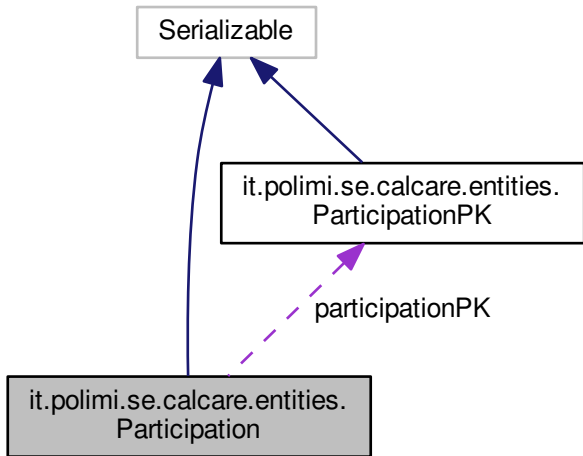 Serializable
it.polimi.se.calcare.entities.
ParticipationPK
participationPK
it.polimi.se.calcare.entities.
Participation